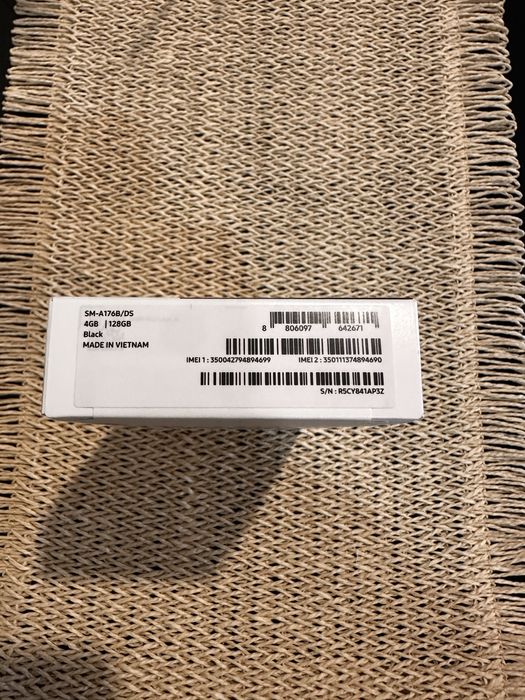 SM-A176B/DS
4GB | 128GB
Black
MADE IN VIETNAM
8 806097 642671
IMEI 1 : 350042794894699 IMEI 2 : 350111374894690
S/N : R5CY841AP3Z